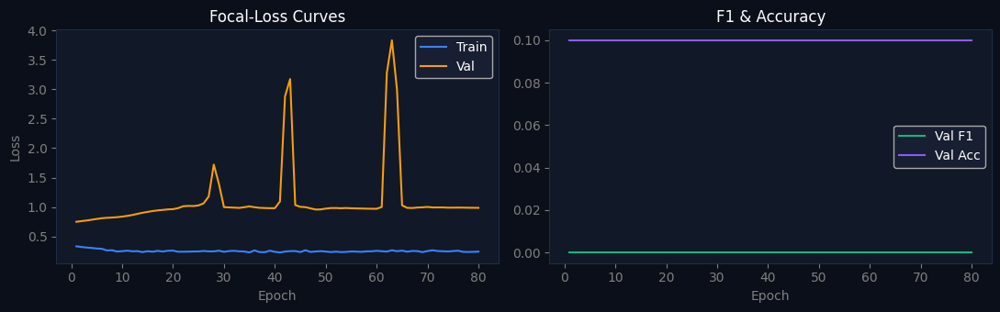 Focal-Loss Curves
Loss
4.0
3.5
3.0
2.5
2.0
1.5
1.0
0.5
Train
Val
0 10 20 30 40 50 60 70 80
Epoch
F1 & Accuracy
0.10
0.08
0.06
0.04
0.02
0.00
Val F1
Val Acc
0 10 20 30 40 50 60 70 80
Epoch